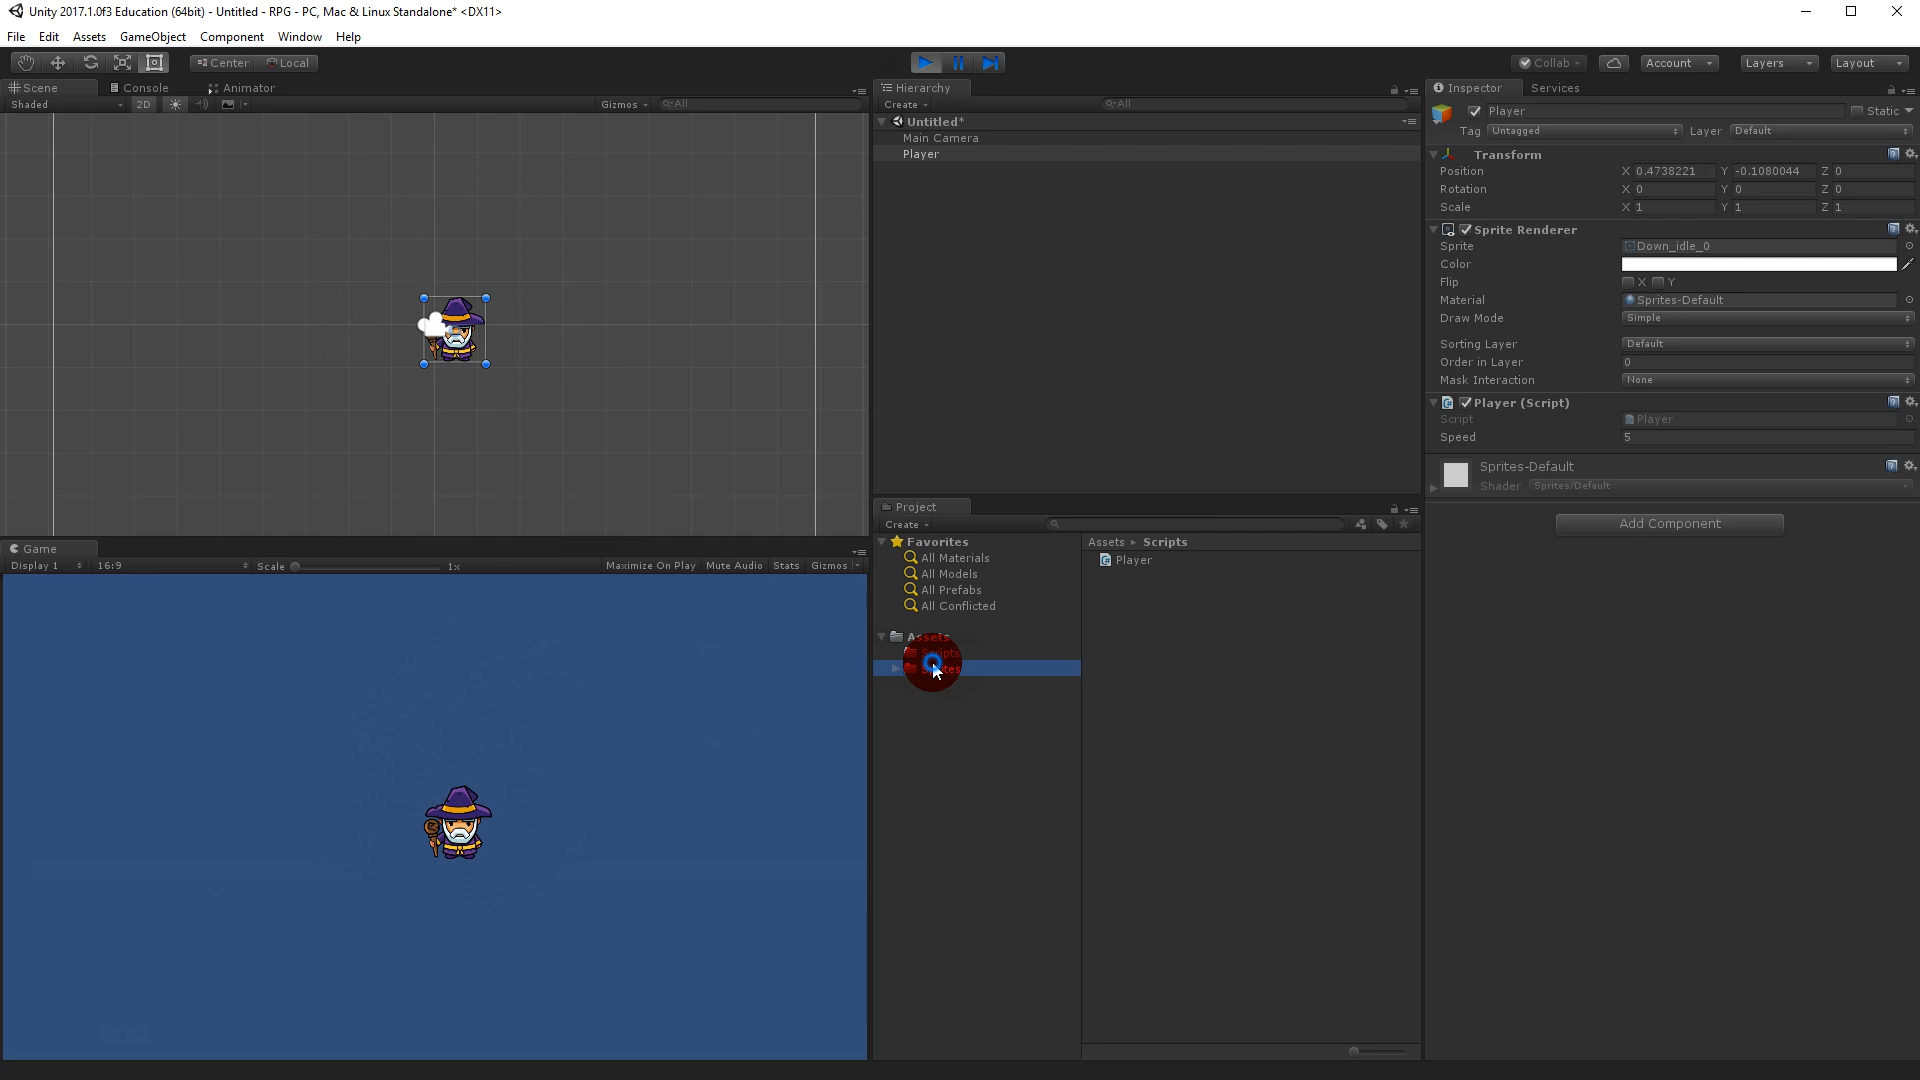 Unity 2017.1.0f3 Education (64bit) - Untitled - RPG - PC, Mac & Linux Standalone* <DX11>
File Edit Assets GameObject Component Window Help
Center Local
Collab Account Layers Layout
Scene Console Animator
Shaded 2D Gizmos All
Hierarchy
Create All
Untitled*
Main Camera
Player
Inspector Services
Player Static
Tag Untagged Layer Default
Transform
Position X 0.4738221 Y -0.1080044 Z 0
Rotation X 0 Y 0 Z 0
Scale X 1 Y 1 Z 1
Sprite Renderer
Sprite Down_idle_0
Color
Flip X Y
Material Sprites-Default
Draw Mode Simple
Sorting Layer Default
Order in Layer 0
Mask Interaction None
Player (Script)
Script Player
Speed 5
Sprites-Default
Shader Sprites/Default
Add Component
Game
Display 1 16:9 Scale 1x Maximize On Play Mute Audio Stats Gizmos
Project
Create
Favorites
All Materials
All Models
All Prefabs
All Conflicted
Assets
Scripts
Sprites
Assets Scripts
Player